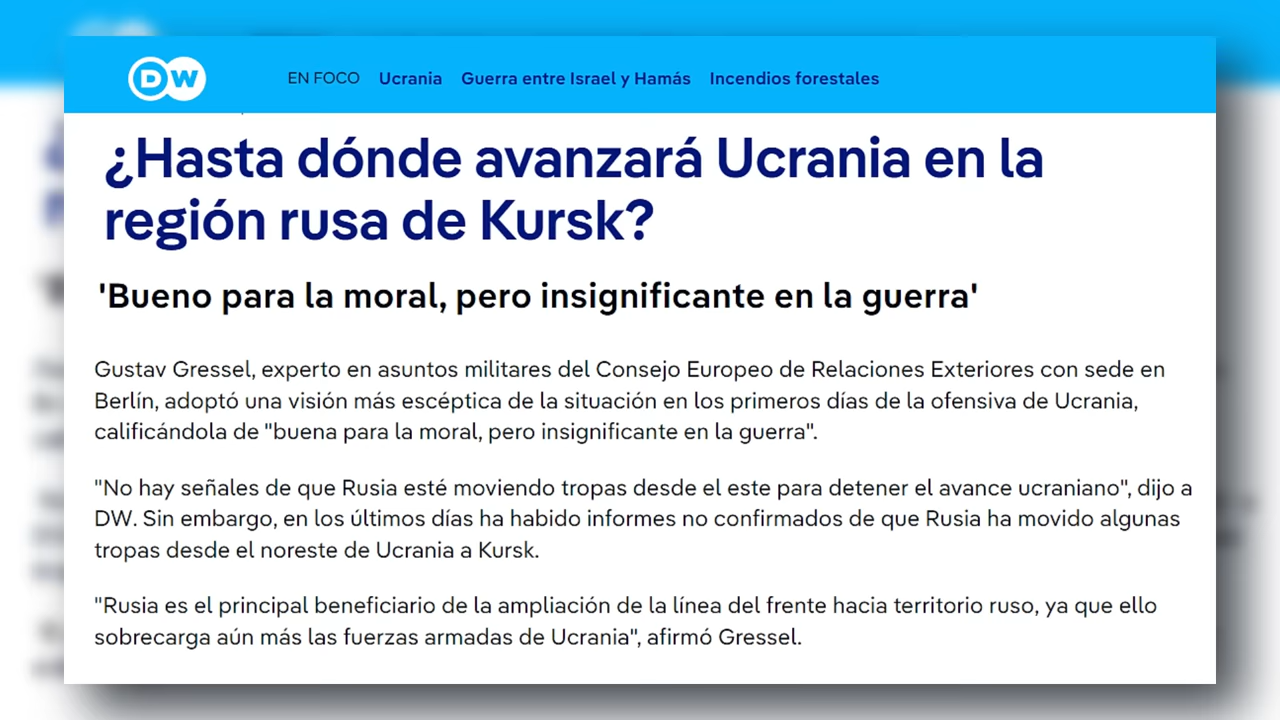 DW
EN FOCO Ucrania Guerra entre Israel y Hamás Incendios forestales
¿Hasta dónde avanzará Ucrania en la
región rusa de Kursk?
'Bueno para la moral, pero insignificante en la guerra'
Gustav Gressel, experto en asuntos militares del Consejo Europeo de Relaciones Exteriores con sede en
Berlín, adoptó una visión más escéptica de la situación en los primeros días de la ofensiva de Ucrania,
calificándola de "buena para la moral, pero insignificante en la guerra".
"No hay señales de que Rusia esté moviendo tropas desde el este para detener el avance ucraniano", dijo a
DW. Sin embargo, en los últimos días ha habido informes no confirmados de que Rusia ha movido algunas
tropas desde el noreste de Ucrania a Kursk.
"Rusia es el principal beneficiario de la ampliación de la línea del frente hacia territorio ruso, ya que ello
sobrecarga aún más las fuerzas armadas de Ucrania", afirmó Gressel.